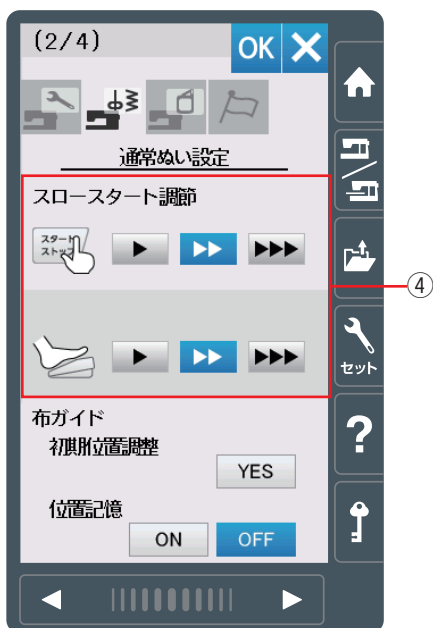 (2/4)
OK
通常ぬい設定
スロースタート調節
スタート
ストップ
④
セット
布ガイド
初期位置調整
YES
?
位置記憶
ON OFF